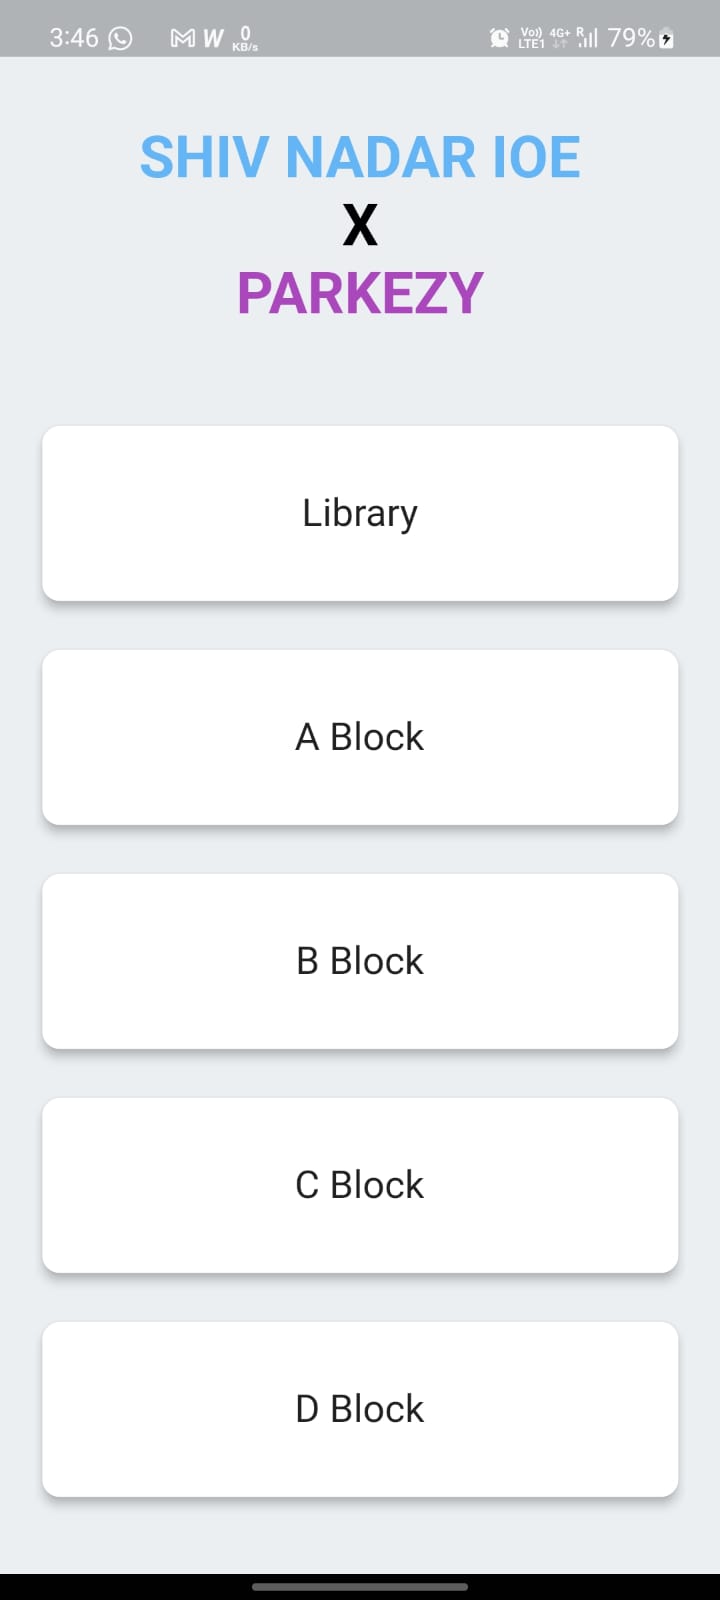 3:46 M W 0 KB/s Vo)) LTE1 4G+ R 79%
SHIV NADAR IOE
X
PARKEZY
Library
A Block
B Block
C Block
D Block